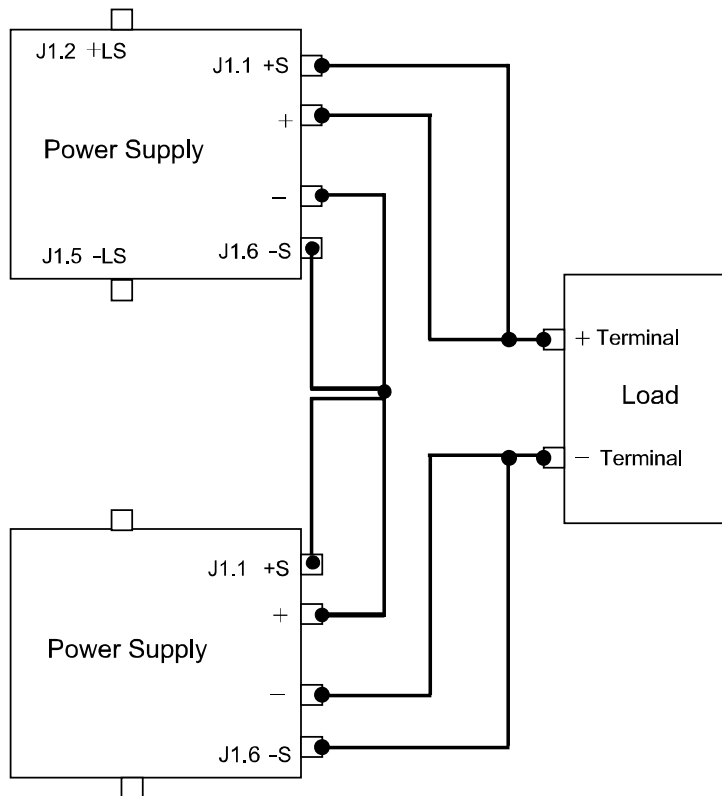 J1.2 +LS
J1.1 +S
+
Power Supply
−
J1.5 −LS
J1.6 −S
+ Terminal
Load
− Terminal
J1.1 +S
+
Power Supply
−
J1.6 −S